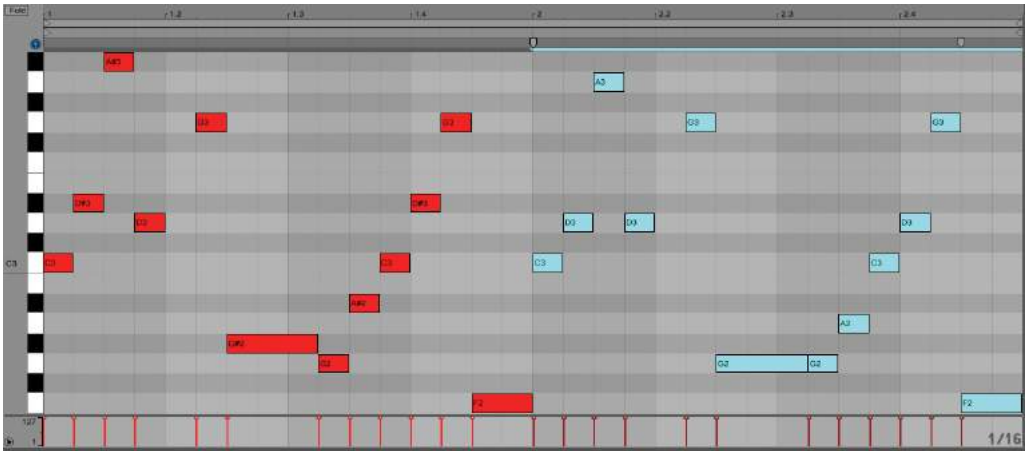 Fold 1 1.2 1.3 1.4 2 2.2 2.3 2.4
A#3
A3
G3 G3 G3 G3
D#3 D#3
D3 D3 D3 D3
C3 C3 C3 C3 C3
A#2
A3
G#2
G2 G2 G2
F2 F2
127
1 1/16